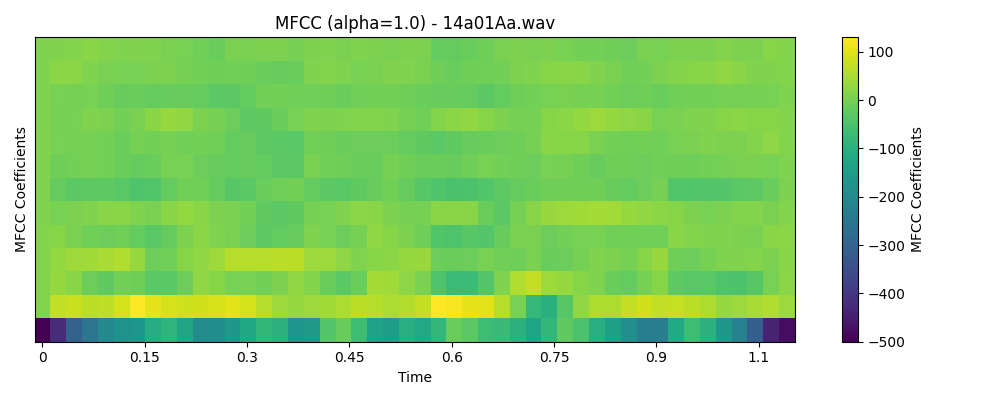 MFCC (alpha=1.0) - 14a01Aa.wav
MFCC Coefficients
0 0.15 0.3 0.45 0.6 0.75 0.9 1.1
Time
100
0
−100
−200
−300
−400
−500
MFCC Coefficients